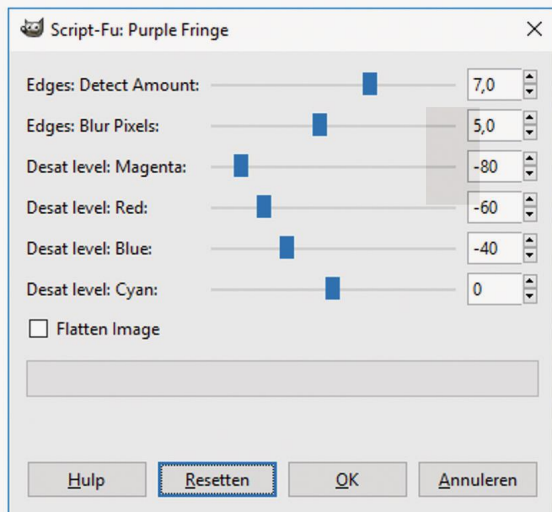 Script-Fu: Purple Fringe
Edges: Detect Amount: 7,0
Edges: Blur Pixels: 5,0
Desat level: Magenta: -80
Desat level: Red: -60
Desat level: Blue: -40
Desat level: Cyan: 0
Flatten Image
Hulp Resetten OK Annuleren